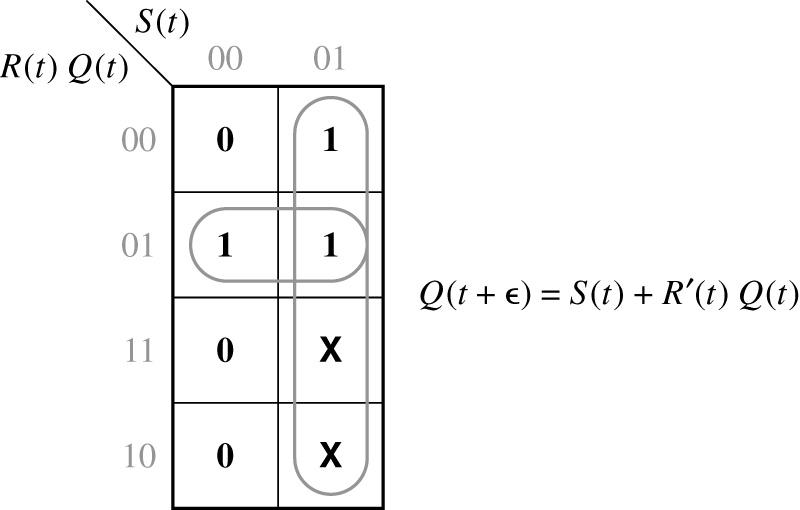 S(t)
R(t) Q(t)
00 01
00 0 1
01 1 1
Q(t + ϵ) = S(t) + R′(t) Q(t)
11 0 X
10 0 X